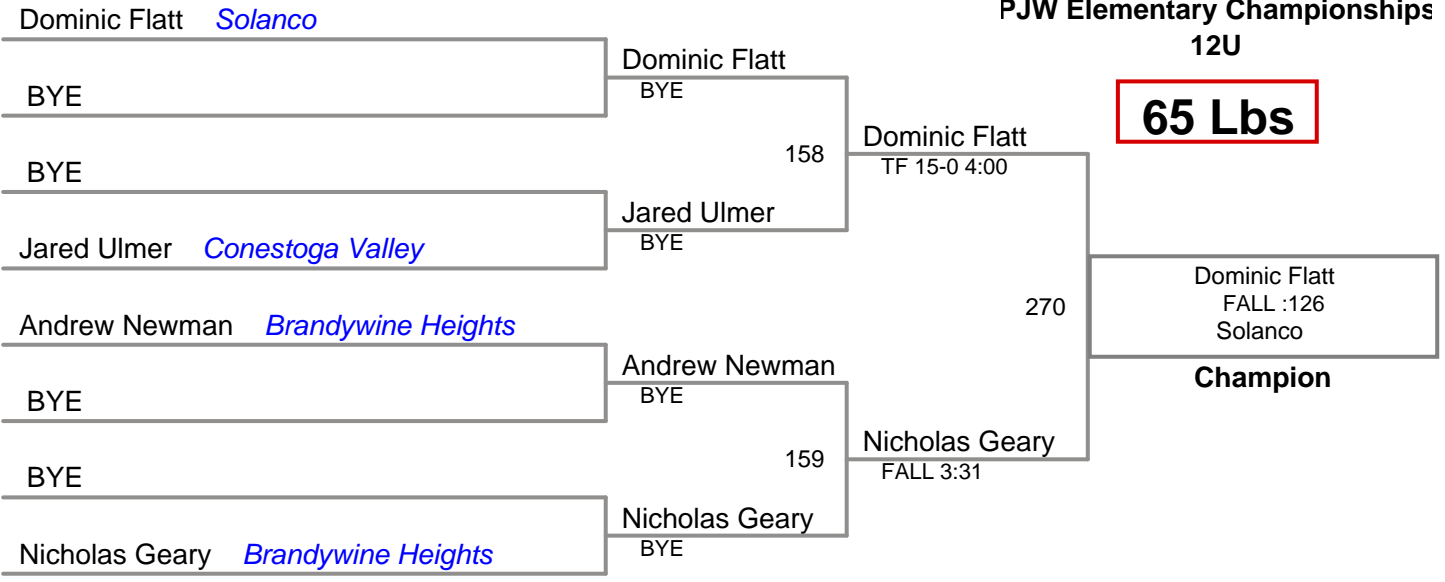 PJW Elementary Championships
12U
65 Lbs
Dominic Flatt Solanco
BYE
BYE
Jared Ulmer Conestoga Valley
Andrew Newman Brandywine Heights
BYE
BYE
Nicholas Geary Brandywine Heights
Dominic Flatt
BYE
158
Jared Ulmer
BYE
Andrew Newman
BYE
159
Nicholas Geary
BYE
Dominic Flatt
TF 15-0 4:00
270
Nicholas Geary
FALL 3:31
Dominic Flatt
FALL :126
Solanco
Champion